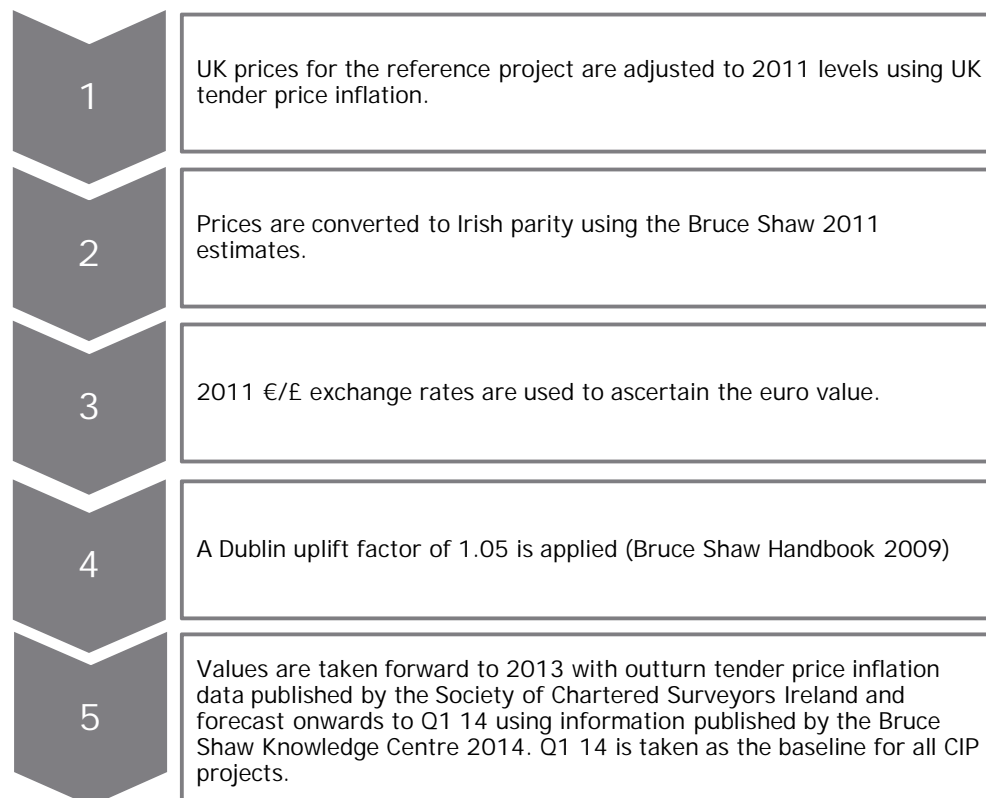 1
UK prices for the reference project are adjusted to 2011 levels using UK
tender price inflation.
2
Prices are converted to Irish parity using the Bruce Shaw 2011
estimates.
3
2011 €/£ exchange rates are used to ascertain the euro value.
4
A Dublin uplift factor of 1.05 is applied (Bruce Shaw Handbook 2009)
5
Values are taken forward to 2013 with outturn tender price inflation
data published by the Society of Chartered Surveyors Ireland and
forecast onwards to Q1 14 using information published by the Bruce
Shaw Knowledge Centre 2014. Q1 14 is taken as the baseline for all CIP
projects.